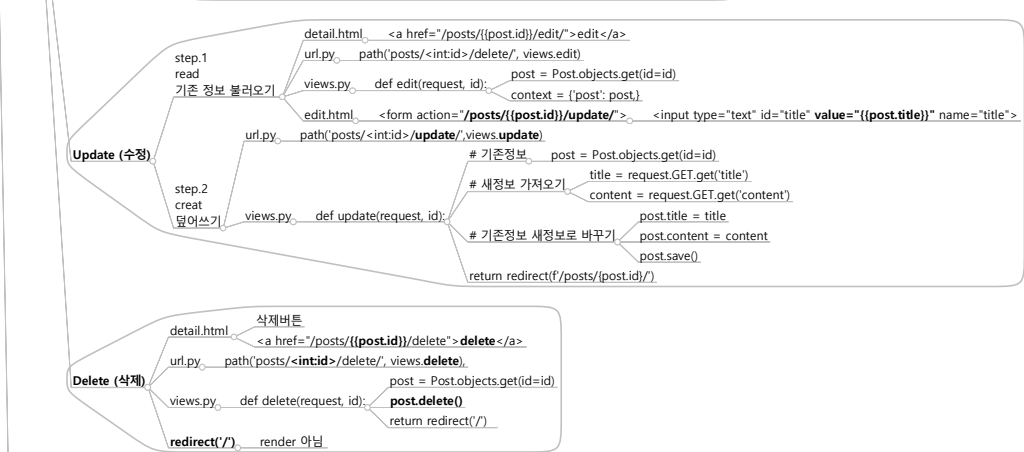 Update (수정)
step.1
read
기존 정보 불러오기
detail.html
<a href="/posts/{{post.id}}/edit/">edit</a>
url.py
path('posts/<int:id>/delete/', views.edit)
views.py
def edit(request, id):
post = Post.objects.get(id=id)
context = {'post': post,}
edit.html
<form action="/posts/{{post.id}}/update/">
<input type="text" id="title" value="{{post.title}}" name="title">
step.2
creat
덮어쓰기
url.py
path('posts/<int:id>/update/',views.update)
views.py
def update(request, id):
# 기존정보
post = Post.objects.get(id=id)
# 새정보 가져오기
title = request.GET.get('title')
content = request.GET.get('content')
# 기존정보 새정보로 바꾸기
post.title = title
post.content = content
post.save()
return redirect(f'/posts/{post.id}/')
Delete (삭제)
detail.html
삭제버튼
<a href="/posts/{{post.id}}/delete">delete</a>
url.py
path('posts/<int:id>/delete/', views.delete),
views.py
def delete(request, id):
post = Post.objects.get(id=id)
post.delete()
return redirect('/')
redirect('/')
render 아님